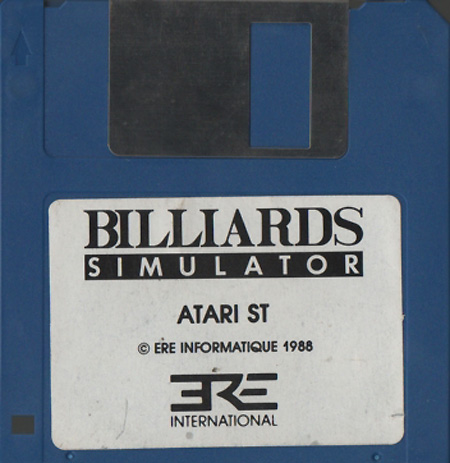 BILLIARDS
SIMULATOR
ATARI ST
© ERE INFORMATIQUE 1988
ERE
INTERNATIONAL